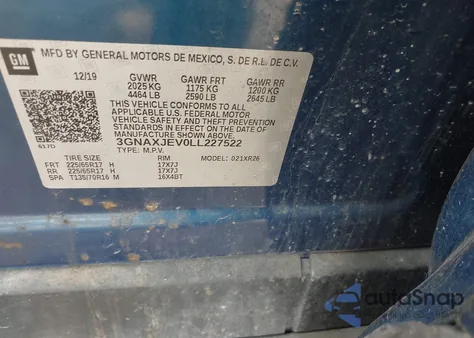 GM
MFD BY GENERAL MOTORS DE MEXICO, S. DE R.L. DE C.V.
12/19 GVWR GAWR FRT GAWR RR
2025 KG 1175 KG 1200 KG
4464 LB 2590 LB 2645 LB
THIS VEHICLE CONFORMS TO ALL
APPLICABLE U.S. FEDERAL MOTOR
VEHICLE SAFETY, BUMPER, AND
THEFT PREVENTION STANDARDS
IN EFFECT ON THE DATE OF
MANUFACTURE SHOWN ABOVE.
617D 3GNAXJEV0LL227522
TYPE: M.P.V. MODEL: 021XR26
TIRE SIZE RIM
FRT 225/65R17 H 17X7J
RR 225/65R17 H 17X7J
SPA T135/70R16 M 16X4BT
AutoSnap